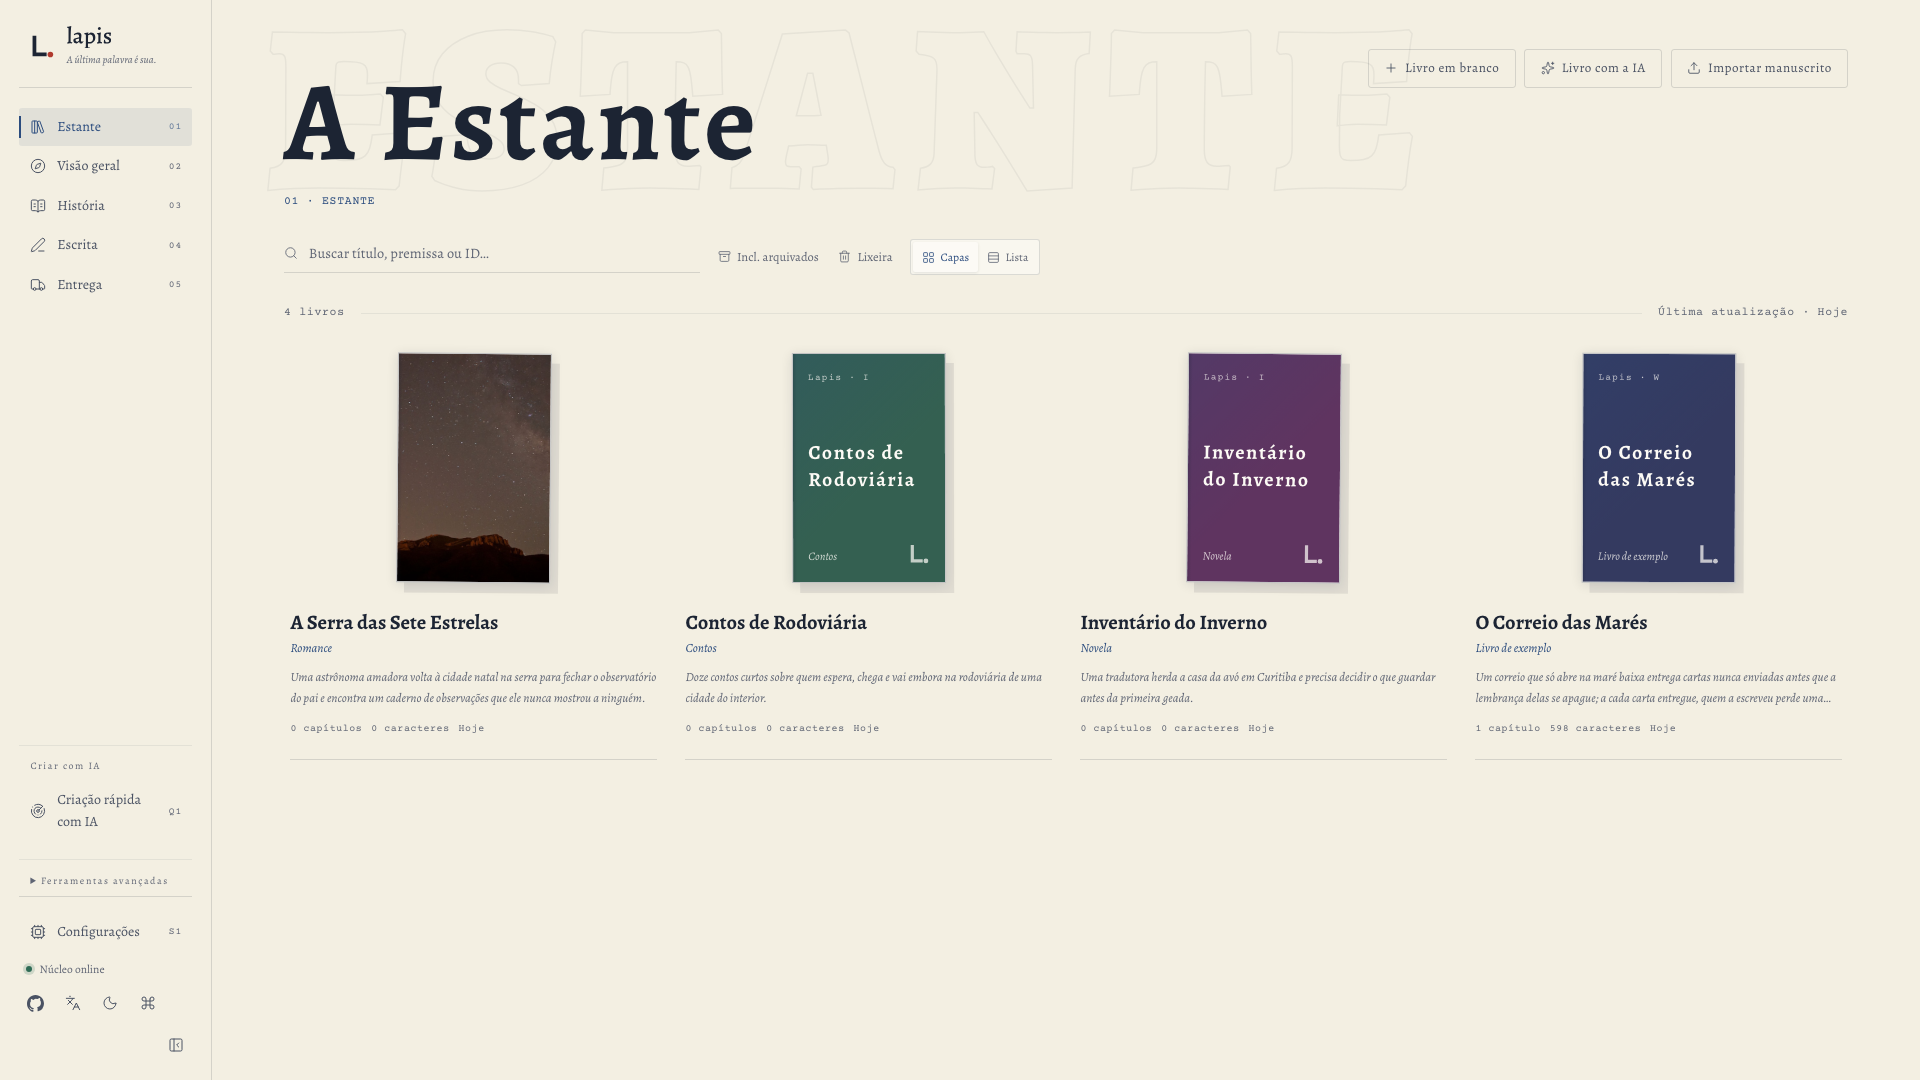 L.
lapis
A última palavra é sua.
Estante 01
Visão geral 02
História 03
Escrita 04
Entrega 05
Criar com IA
Criação rápida
com IA
Q1
Ferramentas avançadas
Configurações S1
Núcleo online
ESTANTE
A Estante
01 · ESTANTE
Livro em branco
Livro com a IA
Importar manuscrito
Buscar título, premissa ou ID...
Incl. arquivados
Lixeira
Capas
Lista
4 livros
Última atualização · Hoje
A Serra das Sete Estrelas
Romance
Uma astrônoma amadora volta à cidade natal na serra para fechar o observatório
do pai e encontra um caderno de observações que ele nunca mostrou a ninguém.
0 capítulos 0 caracteres Hoje
Lapis · I
Contos de
Rodoviária
Contos
L.
Contos de Rodoviária
Contos
Doze contos curtos sobre quem espera, chega e vai embora na rodoviária de uma
cidade do interior.
0 capítulos 0 caracteres Hoje
Lapis · I
Inventário
do Inverno
Novela
L.
Inventário do Inverno
Novela
Uma tradutora herda a casa da avó em Curitiba e precisa decidir o que guardar
antes da primeira geada.
0 capítulos 0 caracteres Hoje
Lapis · W
O Correio
das Marés
Livro de exemplo
L.
O Correio das Marés
Livro de exemplo
Um correio que só abre na maré baixa entrega cartas nunca enviadas antes que a
lembrança delas se apague; a cada carta entregue, quem a escreveu perde uma...
1 capítulo 598 caracteres Hoje